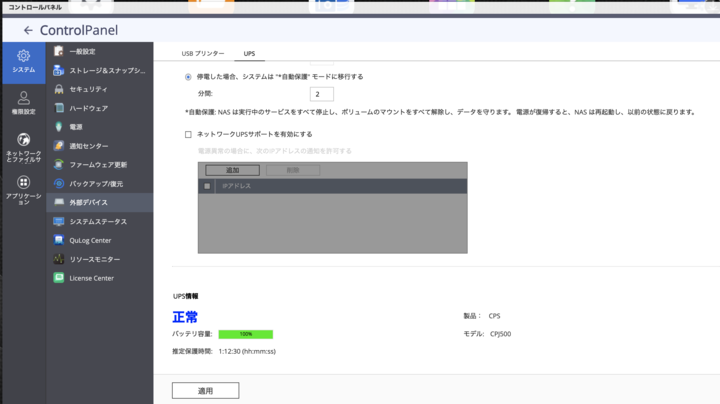 コントロールパネル
ControlPanel
システム
権限設定
ネットワーク
とファイルサ
アプリケーシ
ョン
一般設定
ストレージ&スナップシ...
セキュリティ
ハードウェア
電源
通知センター
ファームウェア更新
バックアップ/復元
外部デバイス
システムステータス
QuLog Center
リソースモニター
License Center
USB プリンター
UPS
停電した場合、システムは "*自動保護" モードに移行する
分間:
2
*自動保護: NAS は実行中のサービスをすべて停止し、ボリュームのマウントをすべて解除し、データを守ります。 電源が復帰すると、NAS は再起動し、以前の状態に戻ります。
ネットワークUPSサポートを有効にする
電源異常の場合に、次のIPアドレスの通知を許可する
追加
削除
IPアドレス
UPS情報
正常
製品： CPS
バッテリ容量:
100%
モデル: CPJ500
推定保護時間: 1:12:30 (hh:mm:ss)
適用